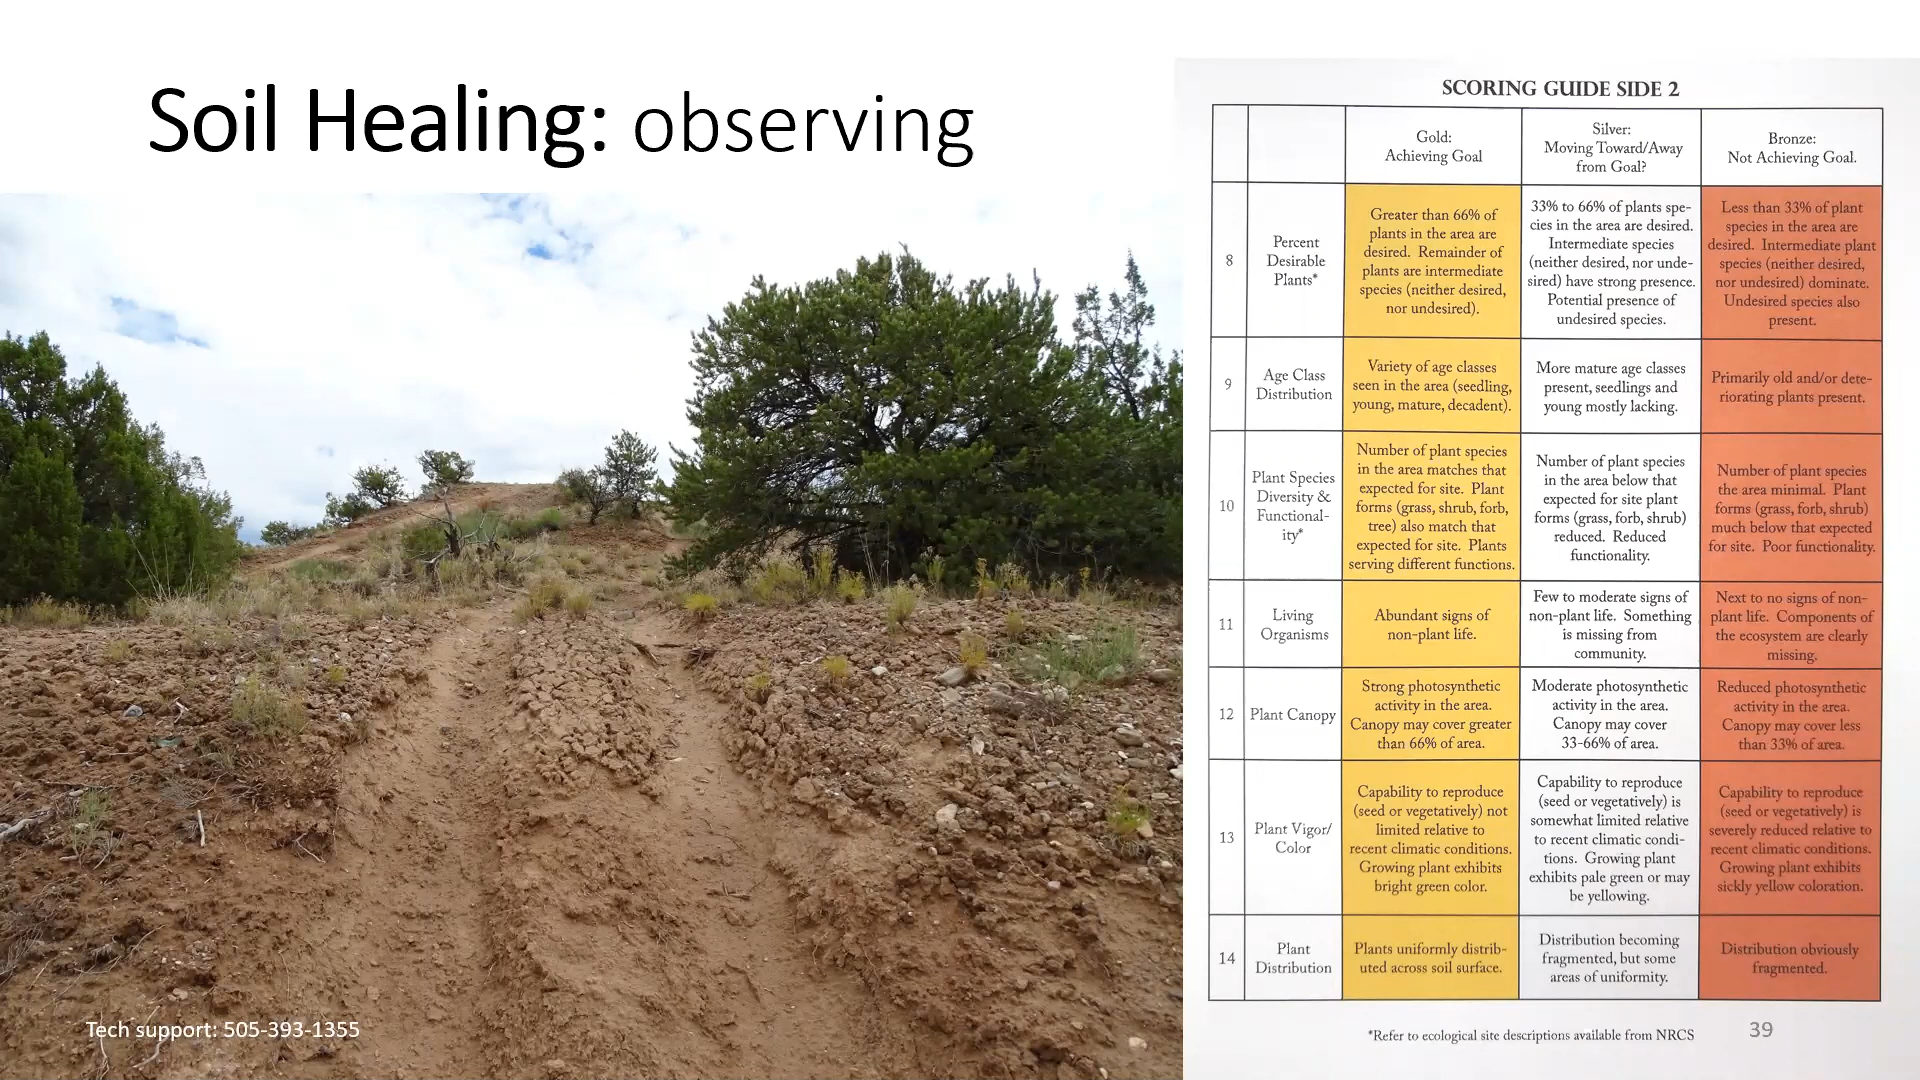 Soil Healing: observing
SCORING GUIDE SIDE 2
Gold:
Achieving Goal
Silver:
Moving Toward/Away
from Goal?
Bronze:
Not Achieving Goal.
8
Percent
Desirable
Plants*
Greater than 66% of
plants in the area are
desired. Remainder of
plants are intermediate
species (neither desired,
nor undesired).
33% to 66% of plants spe-
cies in the area are desired.
Intermediate species
(neither desired, nor unde-
sired) have strong presence.
Potential presence of
undesired species.
Less than 33% of plant
species in the area are
desired. Intermediate plant
species (neither desired,
nor undesired) dominate.
Undesired species also
present.
9
Age Class
Distribution
Variety of age classes
seen in the area (seedling,
young, mature, decadent).
More mature age classes
present, seedlings and
young mostly lacking.
Primarily old and/or dete-
riorating plants present.
10
Plant Species
Diversity &
Functional-
ity*
Number of plant species
in the area matches that
expected for site. Plant
forms (grass, shrub, forb,
tree) also match that
expected for site. Plants
serving different functions.
Number of plant species
in the area below that
expected for site plant
forms (grass, forb, shrub)
reduced. Reduced
functionality.
Number of plant species
the area minimal. Plant
forms (grass, forb, shrub)
much below that expected
for site. Poor functionality.
11
Living
Organisms
Abundant signs of
non-plant life.
Few to moderate signs of
non-plant life. Something
is missing from
community.
Next to no signs of non-
plant life. Components of
the ecosystem are clearly
missing.
12
Plant Canopy
Strong photosynthetic
activity in the area.
Canopy may cover greater
than 66% of area.
Moderate photosynthetic
activity in the area.
Canopy may cover
33-66% of area.
Reduced photosynthetic
activity in the area.
Canopy may cover less
than 33% of area.
13
Plant Vigor/
Color
Capability to reproduce
(seed or vegetatively) not
limited relative to
recent climatic conditions.
Growing plant exhibits
bright green color.
Capability to reproduce
(seed or vegetatively) is
somewhat limited relative
to recent climatic condi-
tions. Growing plant
exhibits pale green or may
be yellowing.
Capability to reproduce
(seed or vegetatively) is
severely reduced relative to
recent climatic conditions.
Growing plant exhibits
sickly yellow coloration.
14
Plant
Distribution
Plants uniformly distrib-
uted across soil surface.
Distribution becoming
fragmented, but some
areas of uniformity.
Distribution obviously
fragmented.
*Refer to ecological site descriptions available from NRCS
39
Tech support: 505-393-1355